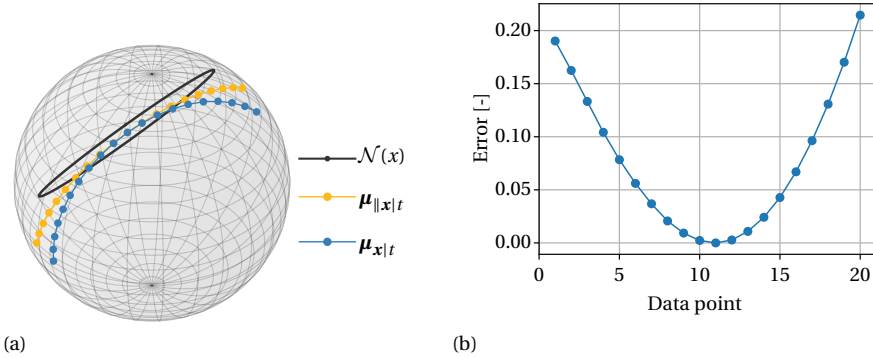 𝒩(x)
μ‖x|t
μx|t
(a)
Error [-]
0.20
0.15
0.10
0.05
0.00
0 5 10 15 20
Data point
(b)